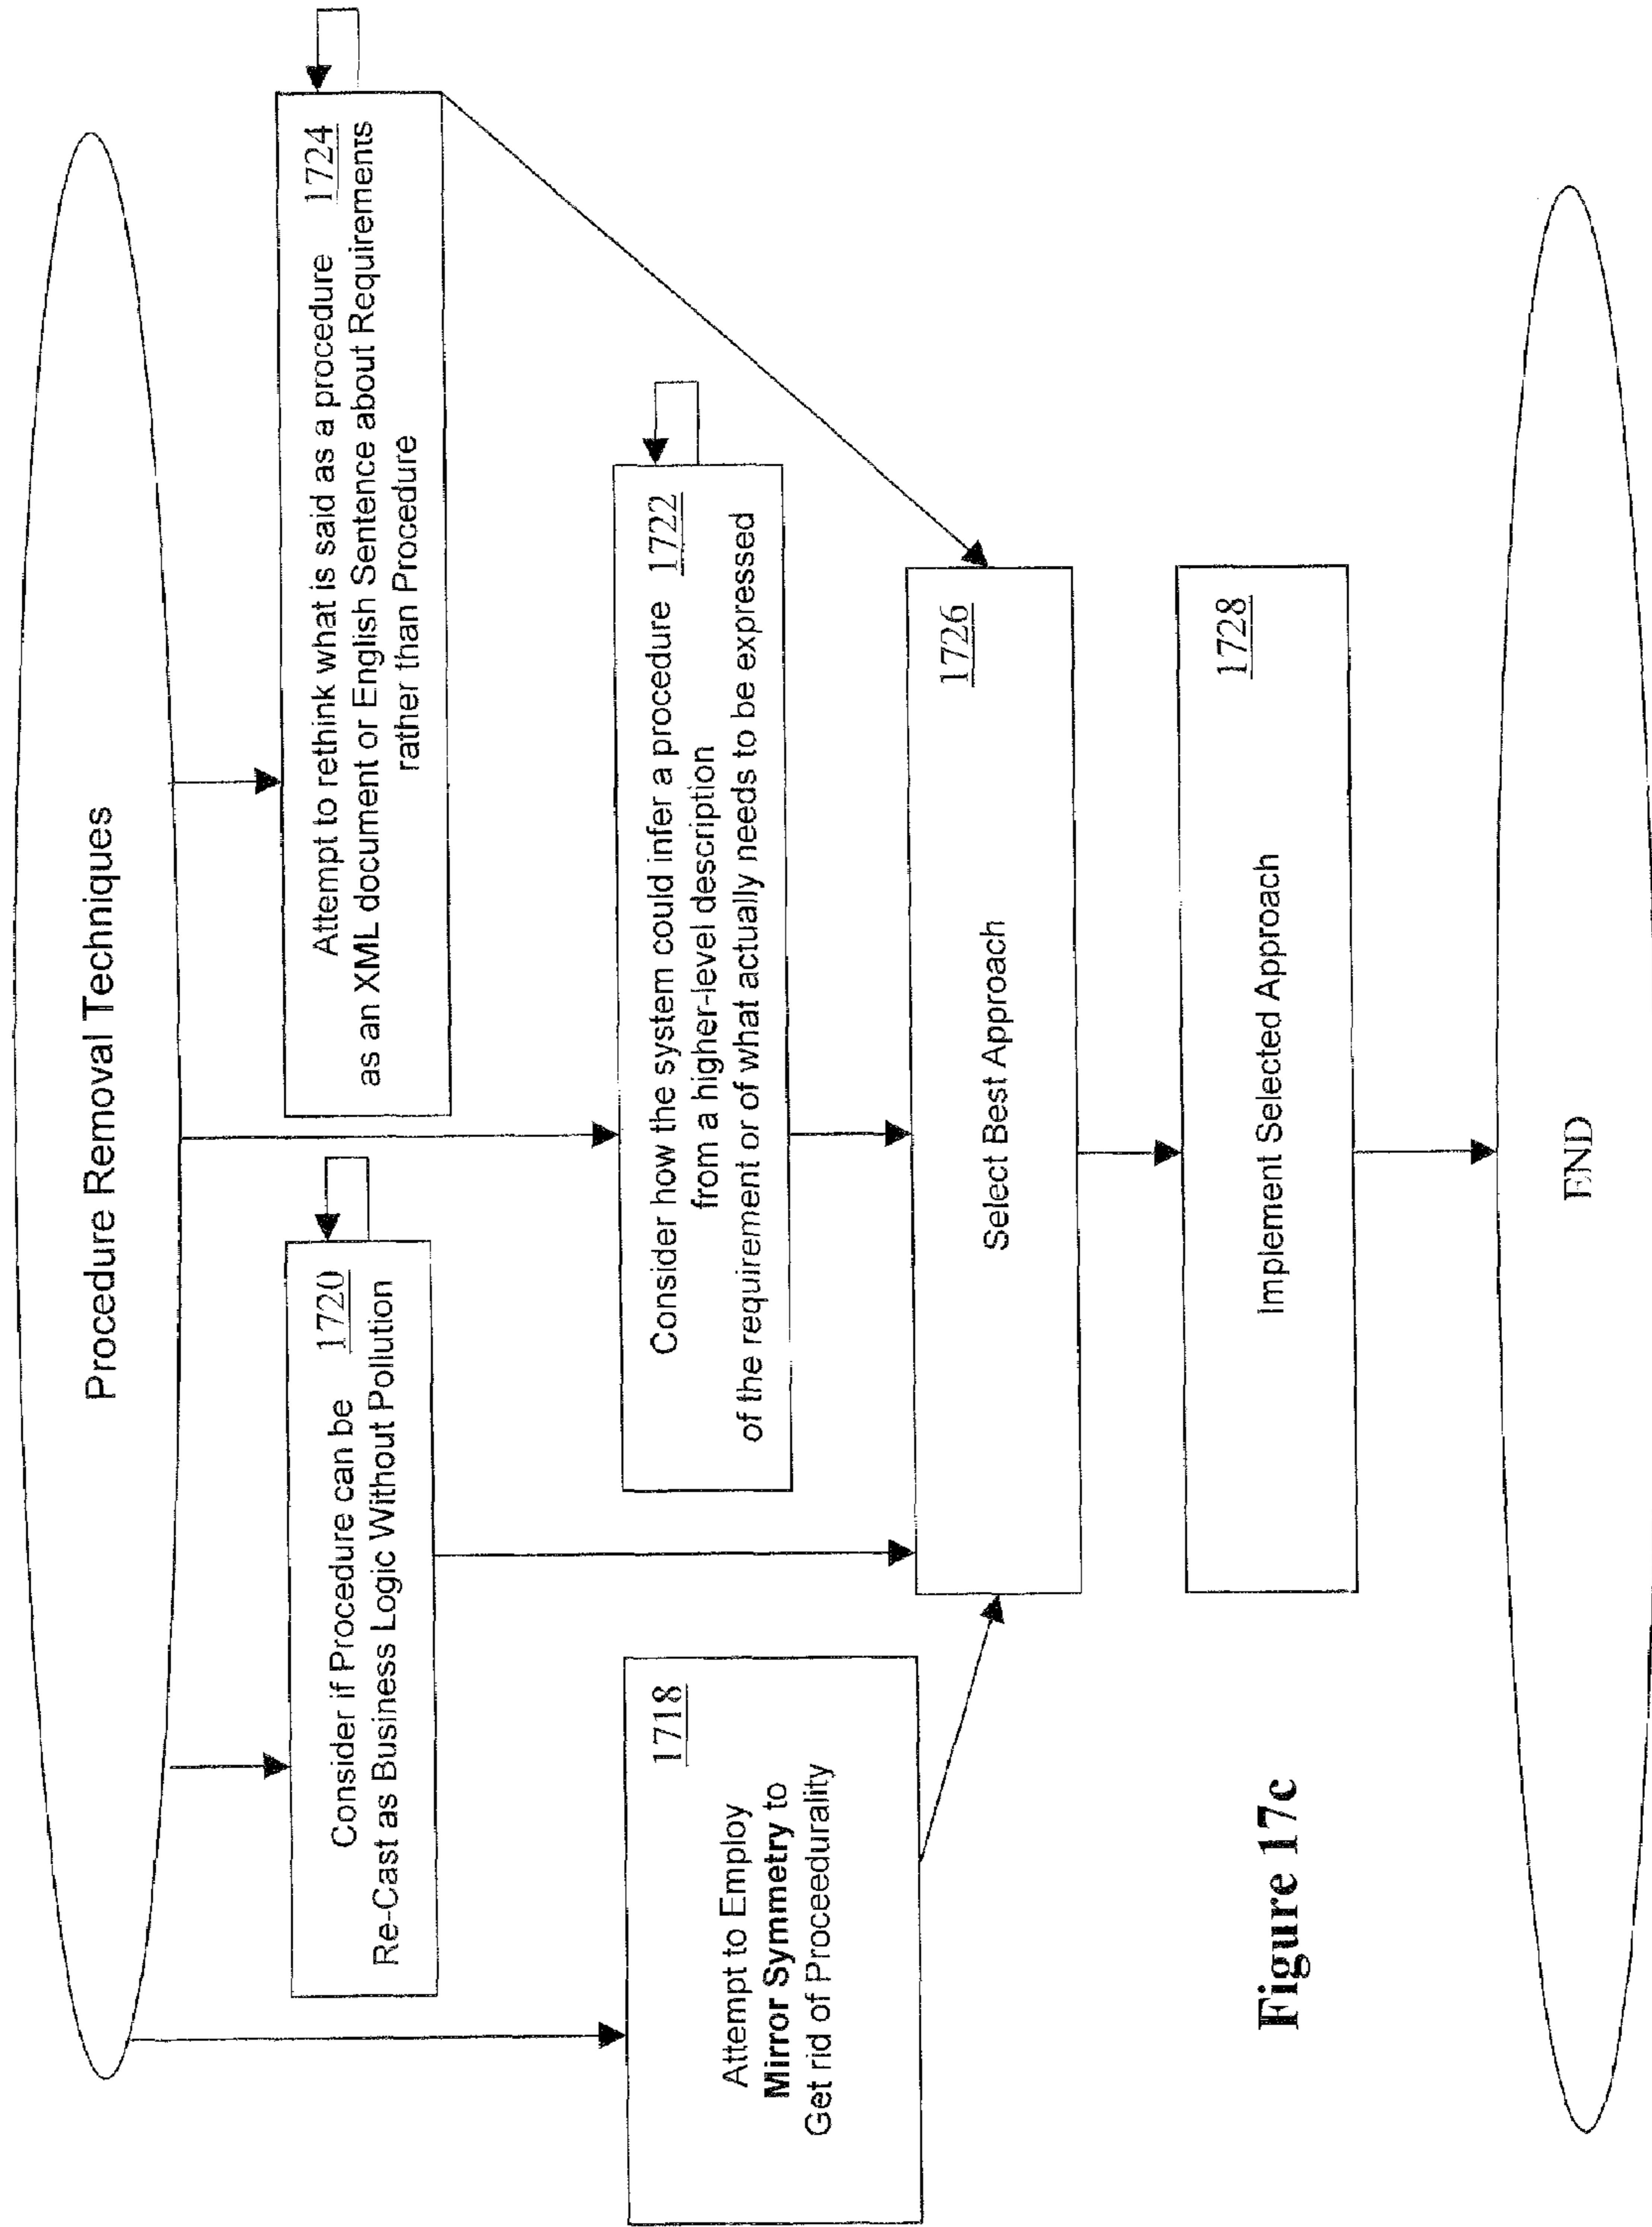 Procedure Removal Techniques
Consider if Procedure can be 1720
Re-Cast as Business Logic Without Pollution
Attempt to rethink what is said as a procedure 1724
as an XML document or English Sentence about Requirements
rather than Procedure
1718
Attempt to Employ
Mirror Symmetry to
Get rid of Proceedurality
Consider how the system could infer a procedure 1722
from a higher-level description
of the requirement or of what actually needs to be expressed
1726
Select Best Approach
1728
Implement Selected Approach
Figure 17c
END